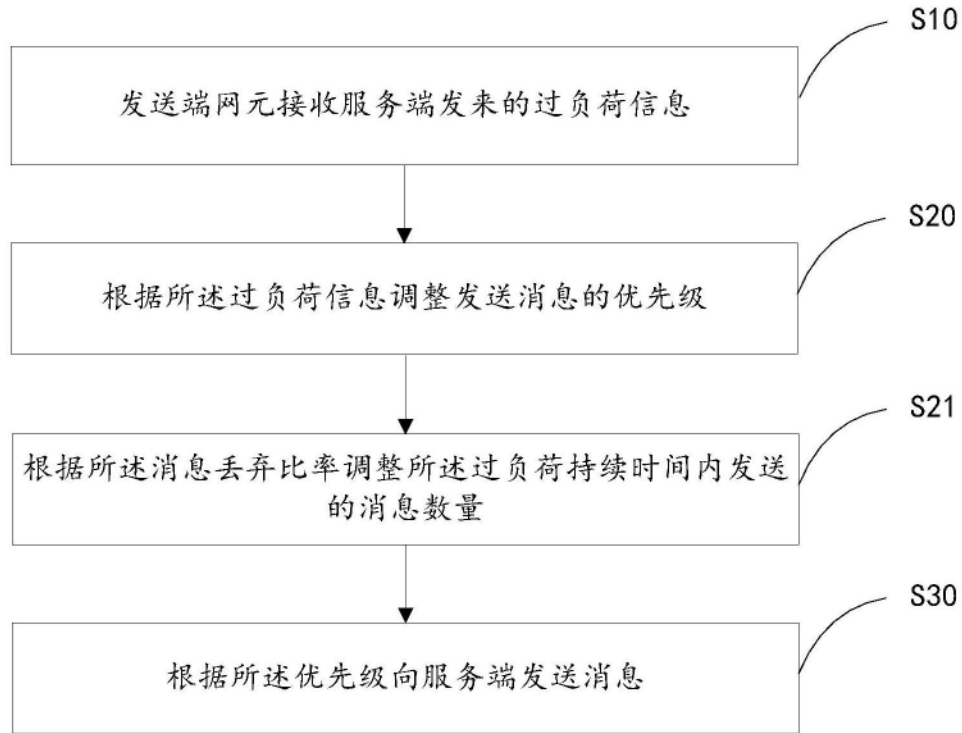 S10
发送端网元接收服务端发来的过负荷信息
S20
根据所述过负荷信息调整发送消息的优先级
S21
根据所述消息丢弃比率调整所述过负荷持续时间内发送
的消息数量
S30
根据所述优先级向服务端发送消息